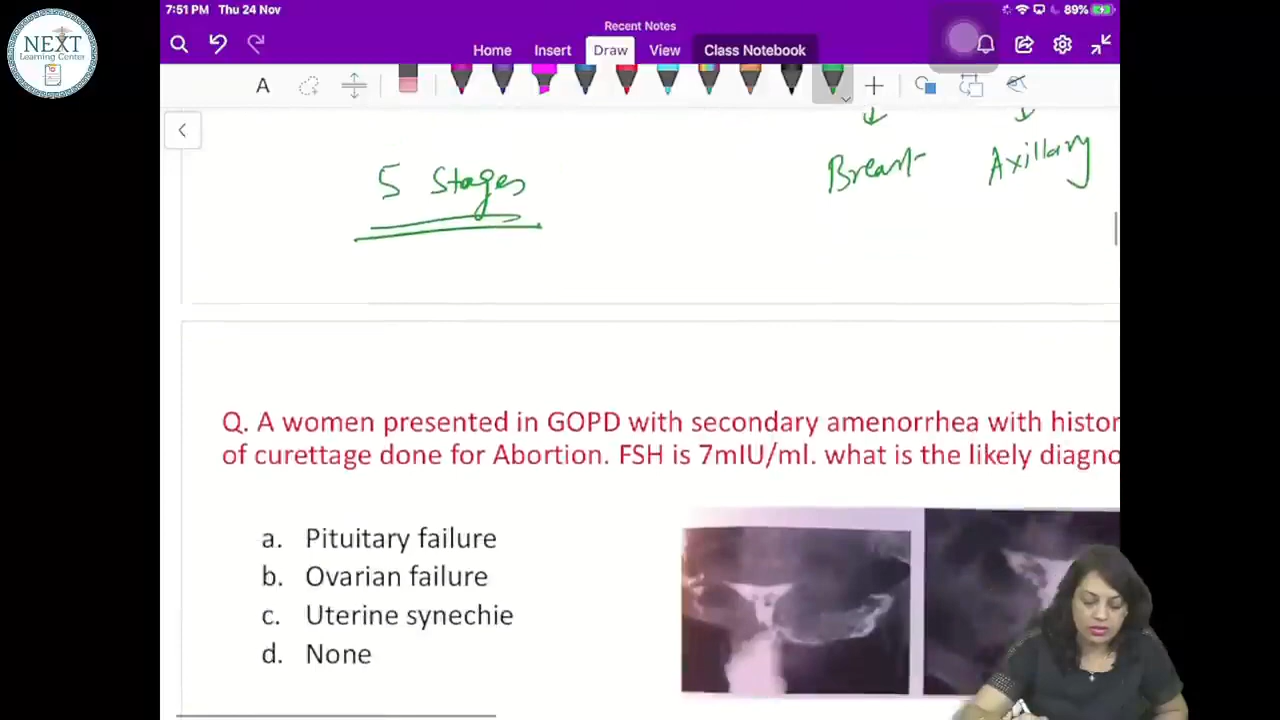 7:51 PM Thu 24 Nov
89%
Recent Notes
NEXT
Learning Center
Home Insert Draw View Class Notebook
A
5 Stages
Breast Axillary
Q. A women presented in GOPD with secondary amenorrhea with histor
of curettage done for Abortion. FSH is 7mIU/ml. what is the likely diagno
a. Pituitary failure
b. Ovarian failure
c. Uterine synechie
d. None